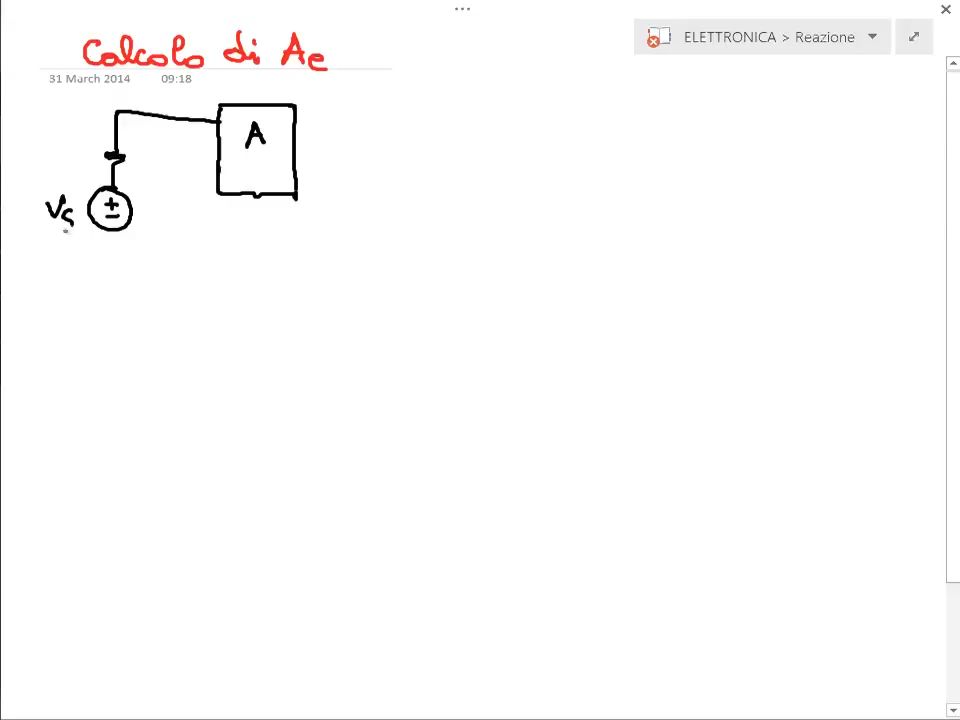 Calcolo di Ae
ELETTRONICA > Reazione
31 March 2014 09:18
A
Vs